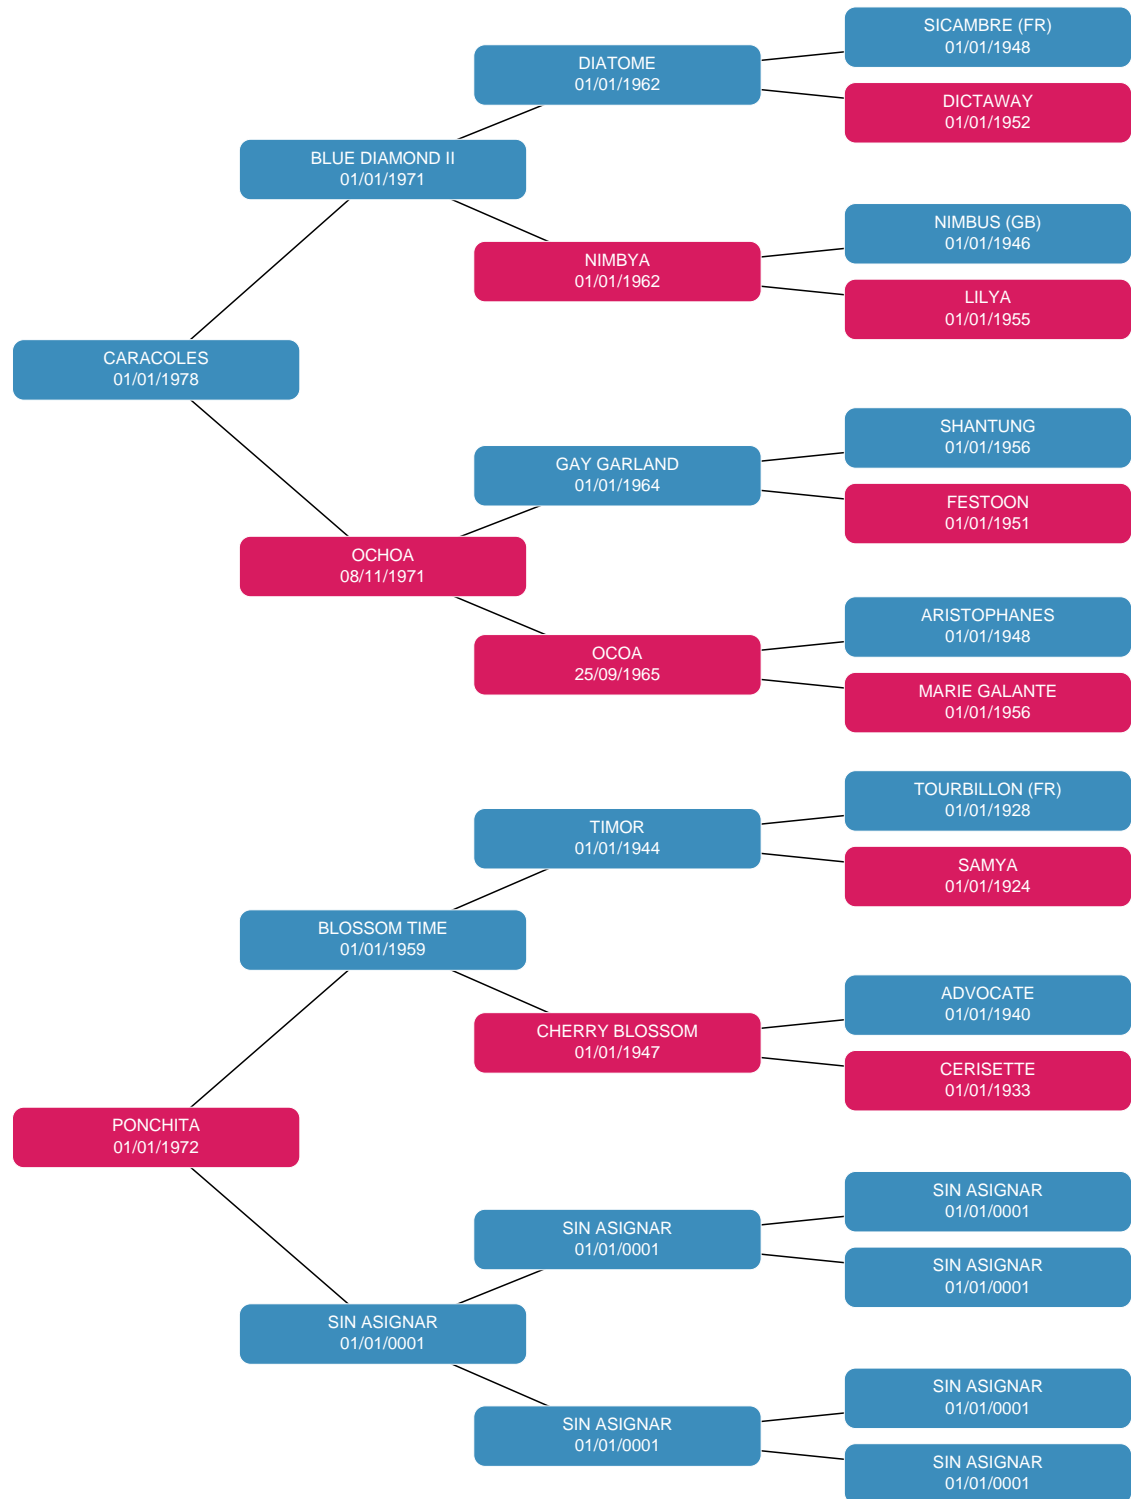 SICAMBRE (FR)
01/01/1948
DIATOME
01/01/1962
DICTAWAY
01/01/1952
BLUE DIAMOND II
01/01/1971
NIMBUS (GB)
01/01/1946
NIMBYA
01/01/1962
LILYA
01/01/1955
CARACOLES
01/01/1978
SHANTUNG
01/01/1956
GAY GARLAND
01/01/1964
FESTOON
01/01/1951
OCHOA
08/11/1971
ARISTOPHANES
01/01/1948
OCOA
25/09/1965
MARIE GALANTE
01/01/1956
TOURBILLON (FR)
01/01/1928
TIMOR
01/01/1944
SAMYA
01/01/1924
BLOSSOM TIME
01/01/1959
ADVOCATE
01/01/1940
CHERRY BLOSSOM
01/01/1947
CERISETTE
01/01/1933
PONCHITA
01/01/1972
SIN ASIGNAR
01/01/0001
SIN ASIGNAR
01/01/0001
SIN ASIGNAR
01/01/0001
SIN ASIGNAR
01/01/0001
SIN ASIGNAR
01/01/0001
SIN ASIGNAR
01/01/0001
SIN ASIGNAR
01/01/0001